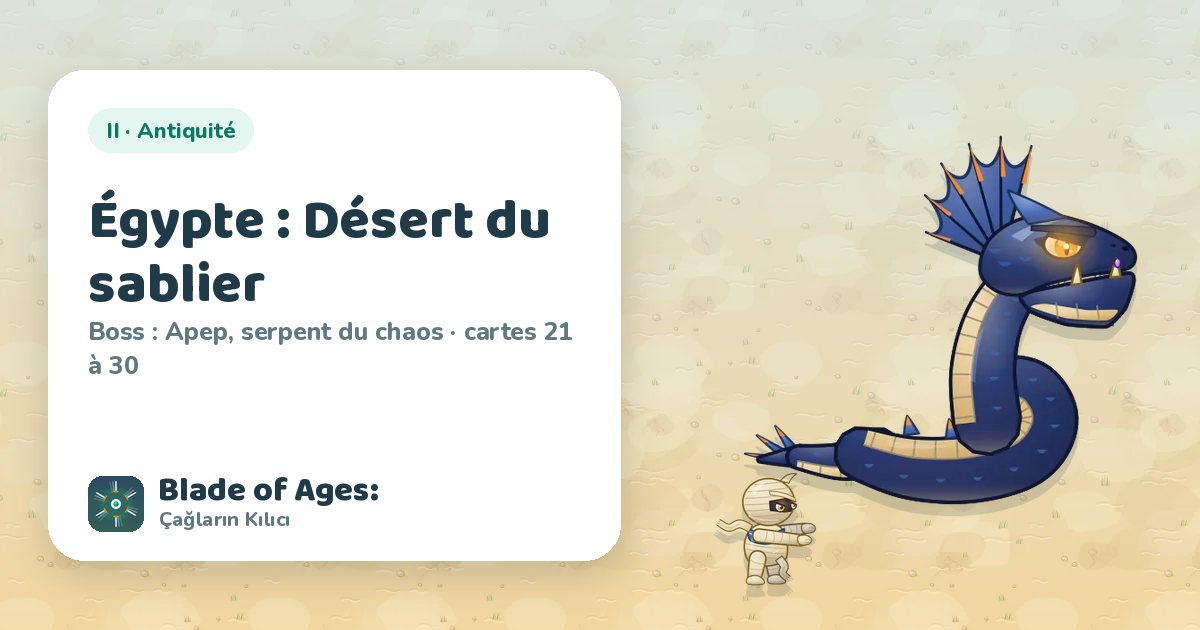 II · Antiquité
Égypte : Désert du
sablier
Boss : Apep, serpent du chaos · cartes 21
à 30
Blade of Ages:
Çağların Kılıcı